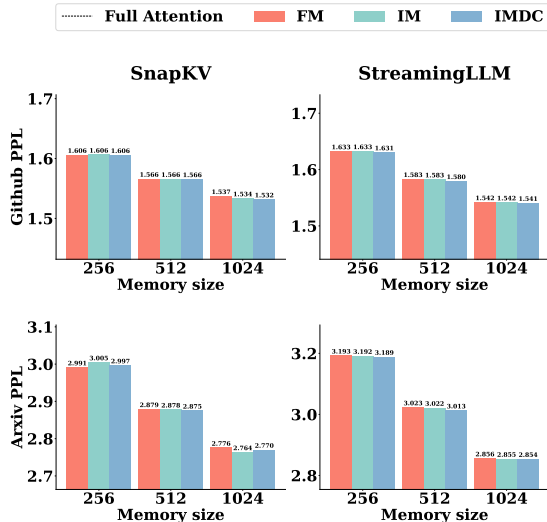 Full Attention FM IM IMDC
SnapKV StreamingLLM
Github PPL
1.7
1.6
1.5
1.606 1.606 1.606
1.566 1.566 1.566
1.537 1.534 1.532
256 512 1024
Memory size
1.7
1.6
1.5
1.633 1.633 1.631
1.583 1.583 1.580
1.542 1.542 1.541
256 512 1024
Memory size
Arxiv PPL
3.1
3.0
2.9
2.8
2.7
2.991 3.005 2.997
2.879 2.878 2.875
2.776 2.764 2.770
256 512 1024
Memory size
3.2
3.0
2.8
3.193 3.192 3.189
3.023 3.022 3.013
2.856 2.855 2.854
256 512 1024
Memory size